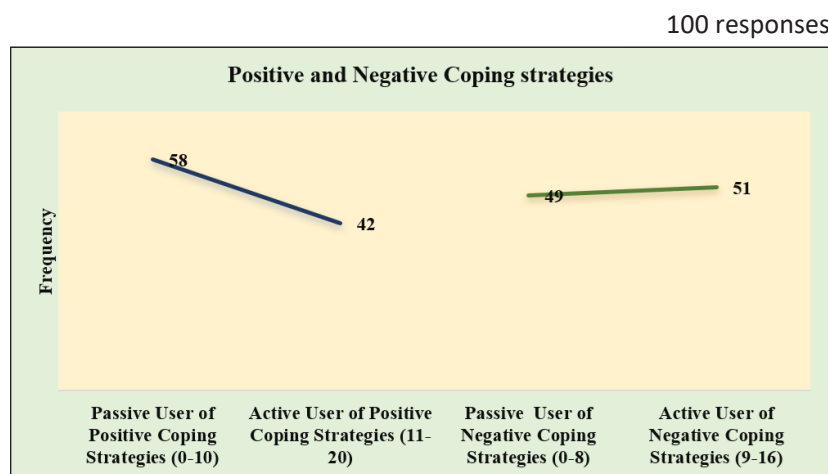 100 responses
Positive and Negative Coping strategies
Frequency
58
42
49
51
Passive User of
Positive Coping
Strategies (0-10)
Active User of Positive
Coping Strategies (11-
20)
Passive User of
Negative Coping
Strategies (0-8)
Active User of
Negative Coping
Strategies (9-16)